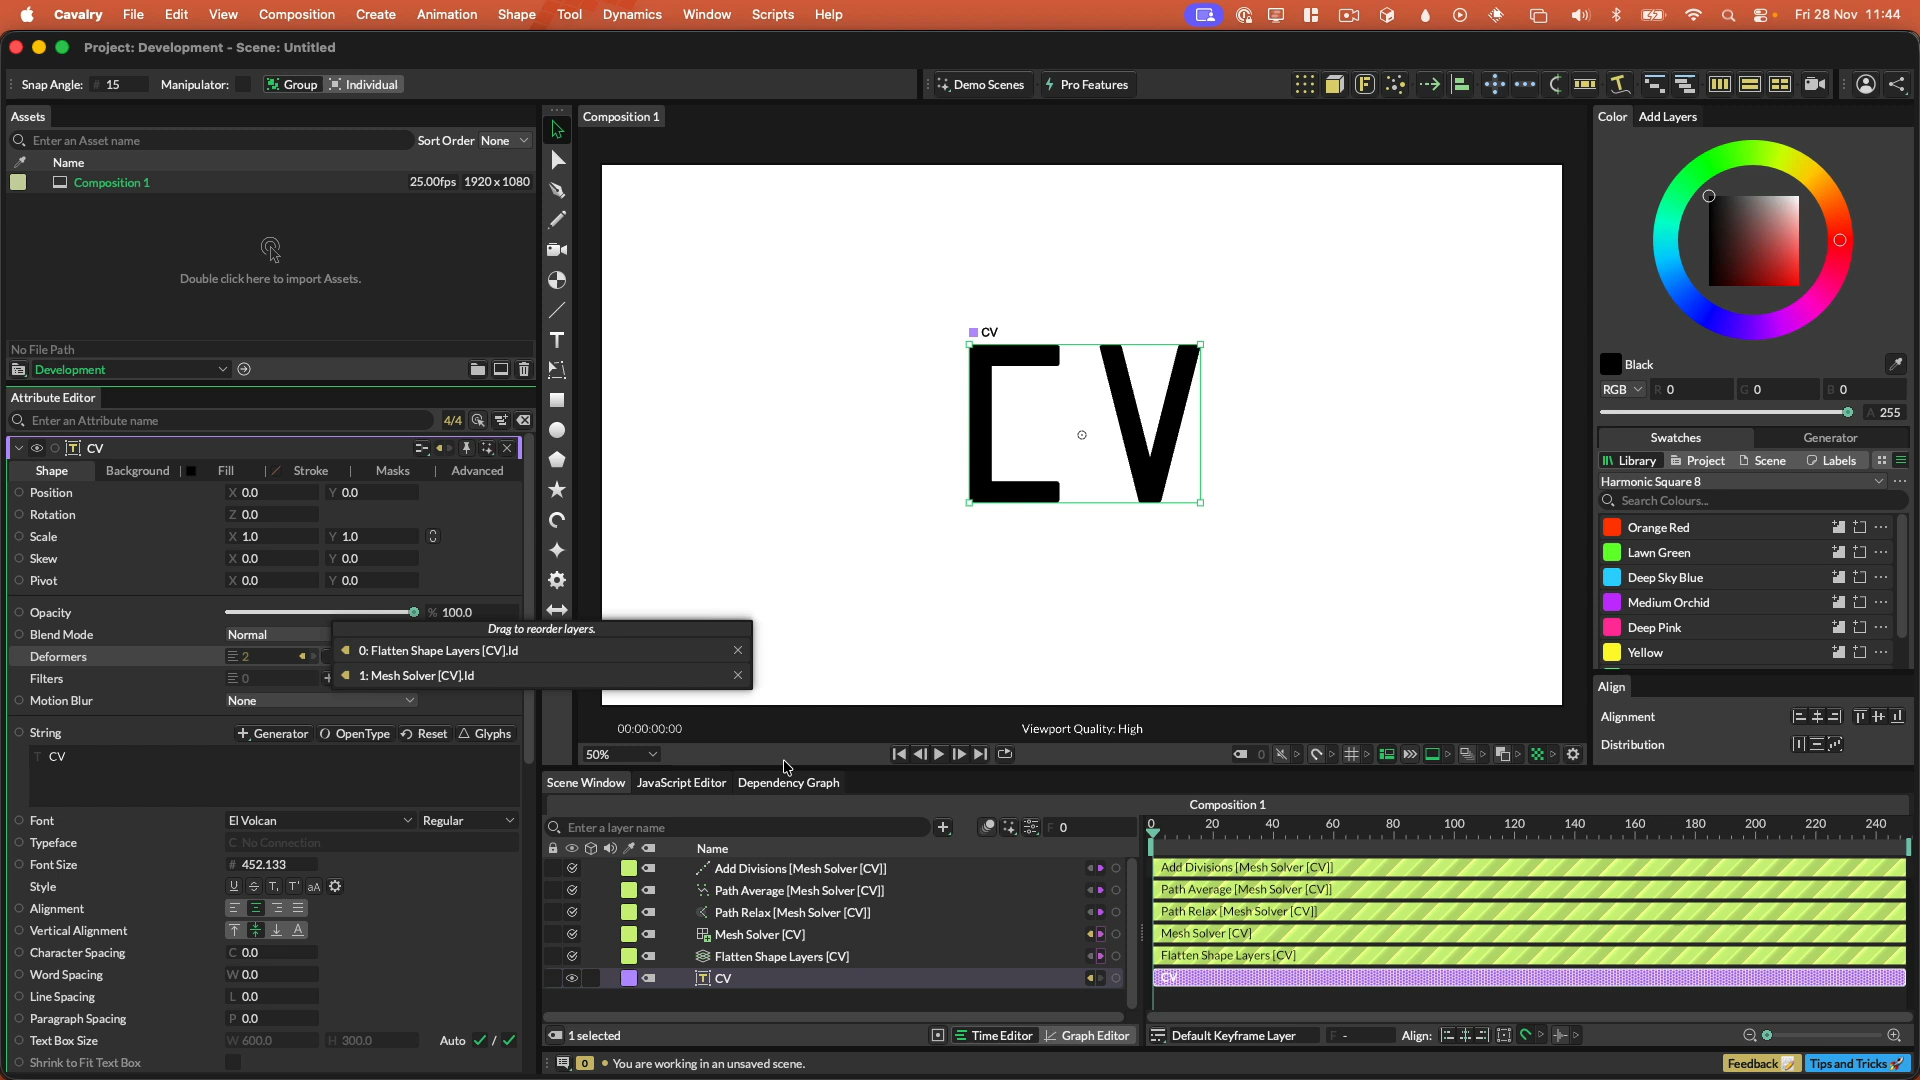 Cavalry File Edit View Composition Create Animation Shape Tool Dynamics Window Scripts Help Fri 28 Nov 11:44
Project: Development - Scene: Untitled
Snap Angle: # 15 Manipulator: Group Individual Demo Scenes Pro Features
Assets
Enter an Asset name Sort Order None
Name
Composition 1 25.00fps 1920 x 1080
Double click here to import Assets.
No File Path
Development
Attribute Editor
Enter an Attribute name 4/4
CV
Shape Background Fill Stroke Masks Advanced
Position X 0.0 Y 0.0
Rotation Z 0.0
Scale X 1.0 Y 1.0
Skew X 0.0 Y 0.0
Pivot X 0.0 Y 0.0
Opacity % 100.0
Blend Mode Normal
Deformers 2
Filters 0
Motion Blur None
Drag to reorder layers.
0: Flatten Shape Layers [CV].Id
1: Mesh Solver [CV].Id
String + Generator OpenType Reset Glyphs
T CV
Font El Volcan Regular
Typeface C No Connection
Font Size # 452.133
Style
Alignment
Vertical Alignment
Character Spacing C 0.0
Word Spacing W 0.0
Line Spacing L 0.0
Paragraph Spacing P 0.0
Text Box Size W 600.0 H 300.0 Auto /
Shrink to Fit Text Box
Composition 1
CV
CV
00:00:00:00 Viewport Quality: High
50% 0
Scene Window JavaScript Editor Dependency Graph
Composition 1
Enter a layer name F 0
0 20 40 60 80 100 120 140 160 180 200 220 240
Name
Add Divisions [Mesh Solver [CV]] Add Divisions [Mesh Solver [CV]]
Path Average [Mesh Solver [CV]] Path Average [Mesh Solver [CV]]
Path Relax [Mesh Solver [CV]] Path Relax [Mesh Solver [CV]]
Mesh Solver [CV] Mesh Solver [CV]
Flatten Shape Layers [CV] Flatten Shape Layers [CV]
CV CV
1 selected Time Editor Graph Editor Default Keyframe Layer F - Align:
0 You are working in an unsaved scene. Feedback Tips and Tricks
Color Add Layers
Black
RGB R 0 G 0 B 0
A 255
Swatches Generator
Library Project Scene Labels
Harmonic Square 8
Search Colours...
Orange Red
Lawn Green
Deep Sky Blue
Medium Orchid
Deep Pink
Yellow
Align
Alignment
Distribution